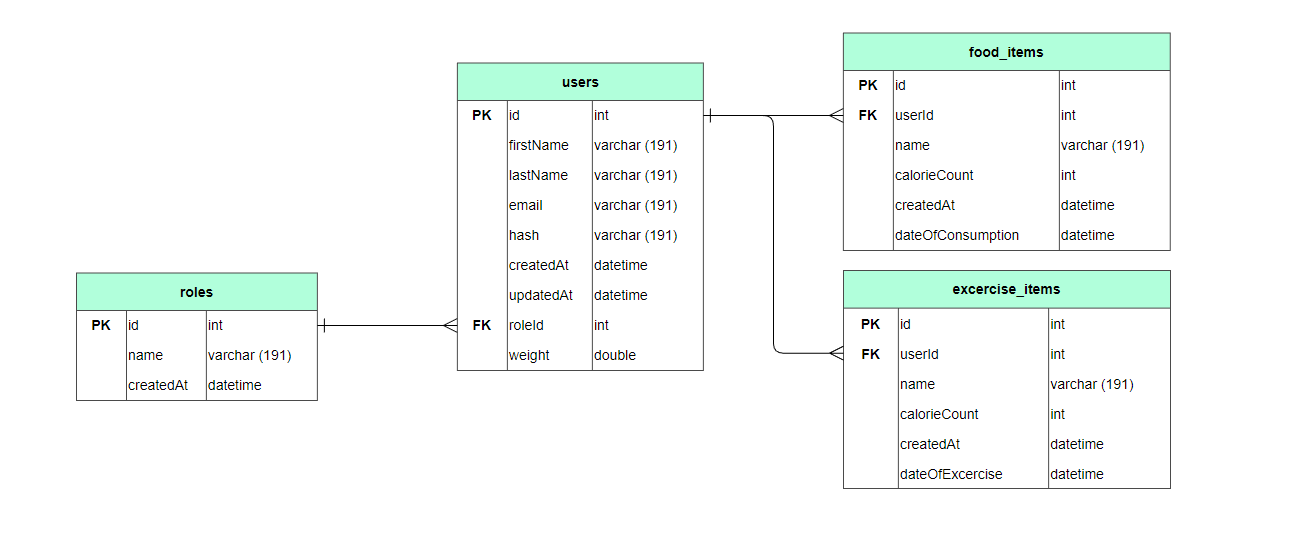 roles
PK id int
name varchar (191)
createdAt datetime
users
PK id int
firstName varchar (191)
lastName varchar (191)
email varchar (191)
hash varchar (191)
createdAt datetime
updatedAt datetime
FK roleId int
weight double
food_items
PK id int
FK userId int
name varchar (191)
calorieCount int
createdAt datetime
dateOfConsumption datetime
excercise_items
PK id int
FK userId int
name varchar (191)
calorieCount int
createdAt datetime
dateOfExcercise datetime